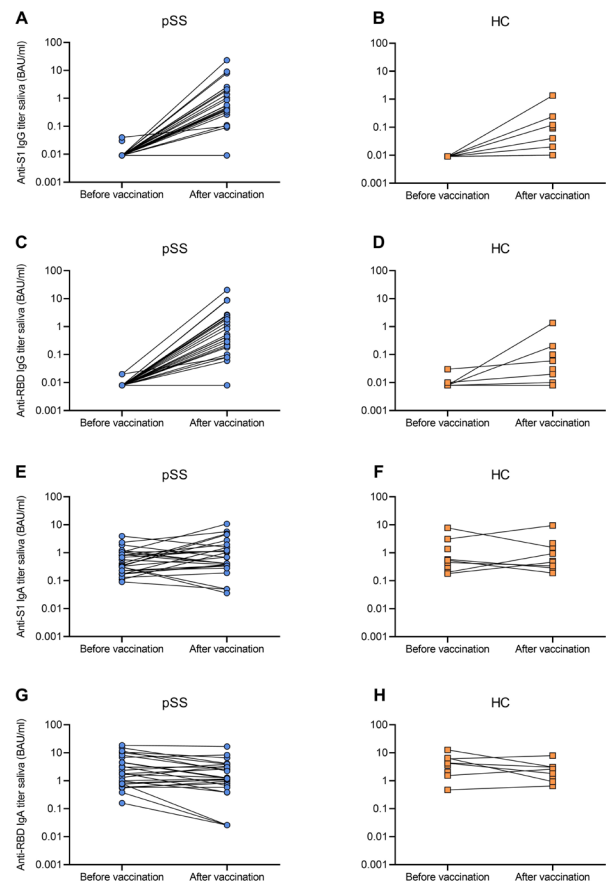 A
pSS
Anti-S1 IgG titer saliva (BAU/ml)
100
10
1
0.1
0.01
0.001
Before vaccination After vaccination
B
HC
100
10
1
0.1
0.01
0.001
Before vaccination After vaccination
C
pSS
Anti-RBD IgG titer saliva (BAU/ml)
100
10
1
0.1
0.01
0.001
Before vaccination After vaccination
D
HC
100
10
1
0.1
0.01
0.001
Before vaccination After vaccination
E
pSS
Anti-S1 IgA titer saliva (BAU/ml)
100
10
1
0.1
0.01
0.001
Before vaccination After vaccination
F
HC
100
10
1
0.1
0.01
0.001
Before vaccination After vaccination
G
pSS
Anti-RBD IgA titer saliva (BAU/ml)
100
10
1
0.1
0.01
0.001
Before vaccination After vaccination
H
HC
100
10
1
0.1
0.01
0.001
Before vaccination After vaccination